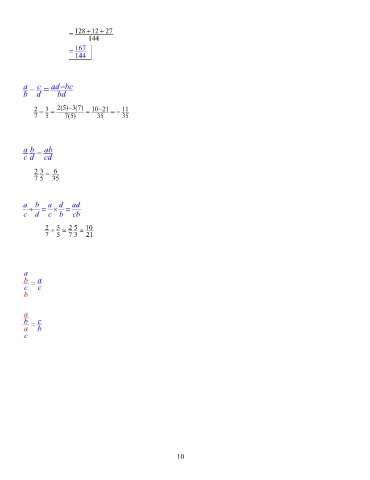 = (128 + 12 + 27)/144
= 167/144
a/b − c/d = (ad−bc)/bd
2/7 − 3/5 = (2(5)−3(7))/7(5) = (10−21)/35 = − 11/35
a/c b/d = ab/cd
2/7 3/5 = 6/35
a/c ÷ b/d = a/c × d/b = ad/cb
2/7 ÷ 3/5 = 2/7 5/3 = 10/21
(a/b)/(c/b) = a/c
(a/b)/(a/c) = c/b
10